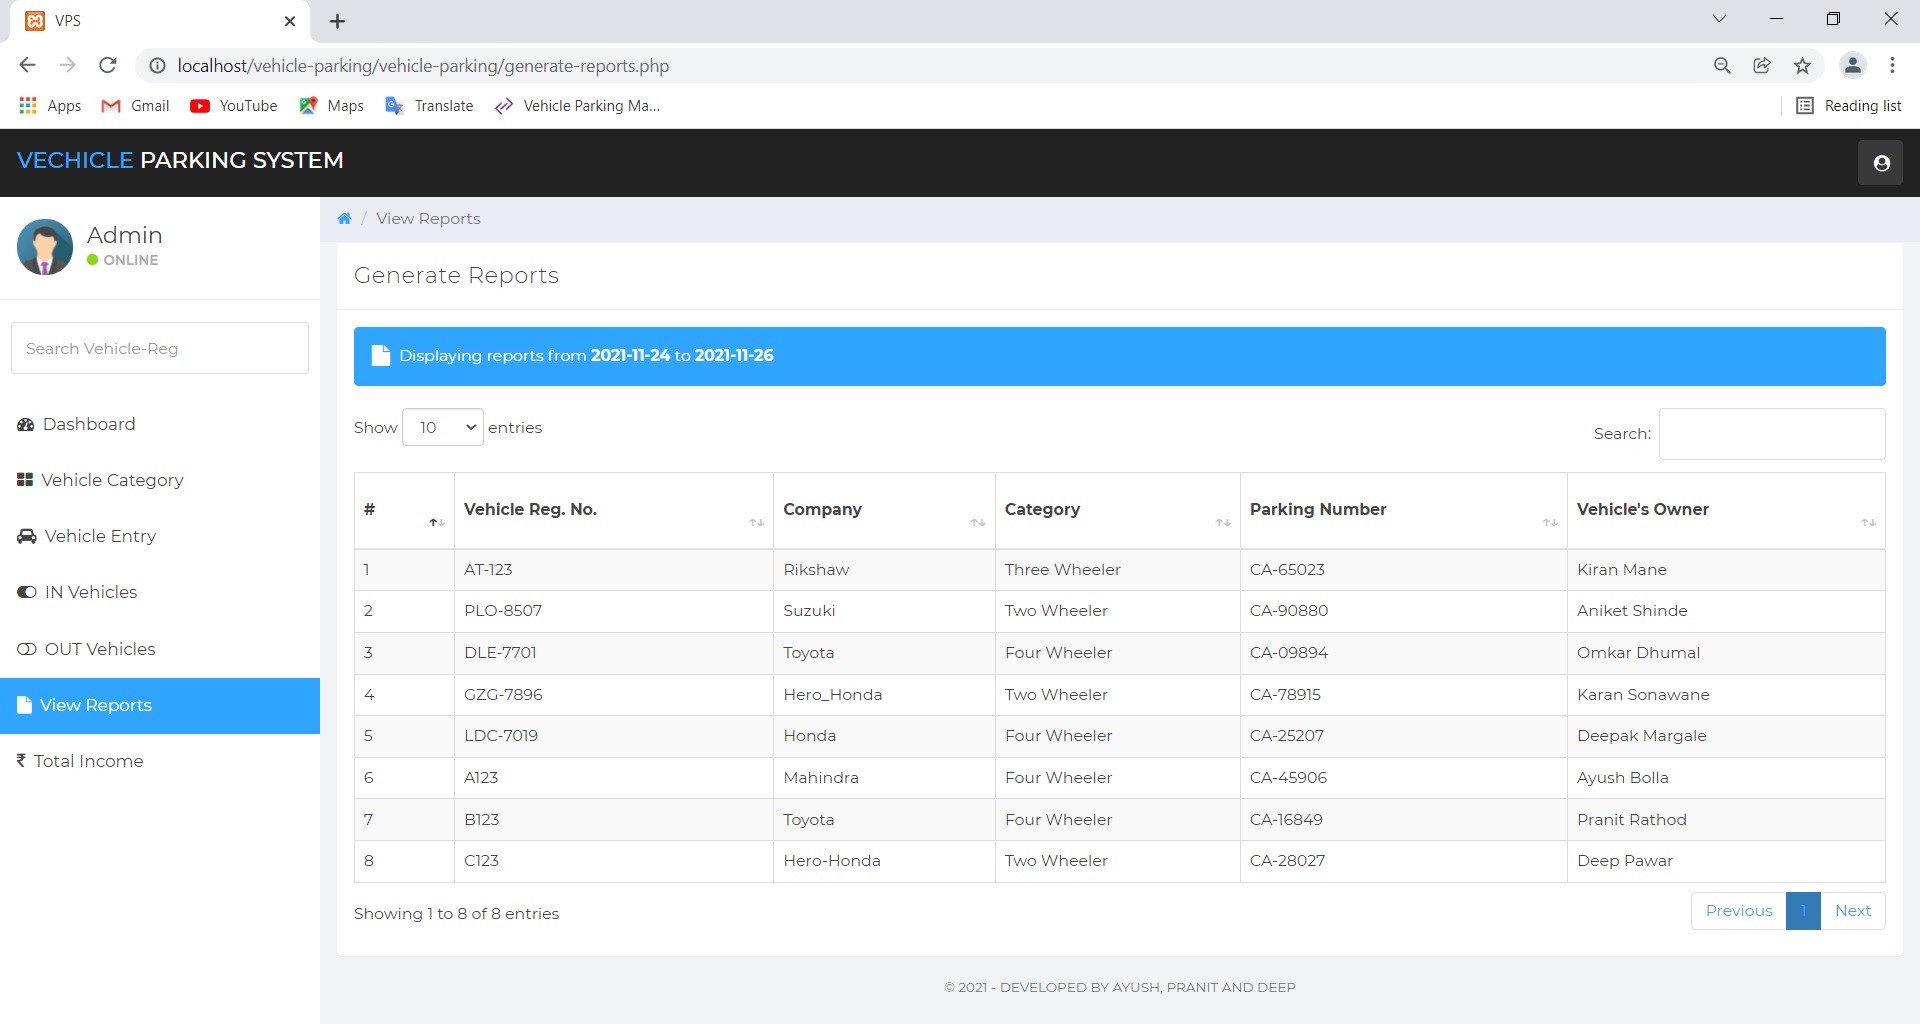 VPS
localhost/vehicle-parking/vehicle-parking/generate-reports.php
Apps Gmail YouTube Maps Translate Vehicle Parking Ma... Reading list
VECHICLE PARKING SYSTEM
Admin
ONLINE
Search Vehicle-Reg
Dashboard
Vehicle Category
Vehicle Entry
IN Vehicles
OUT Vehicles
View Reports
₹ Total Income
/ View Reports
Generate Reports
Displaying reports from 2021-11-24 to 2021-11-26
Show 10 entries Search:
# Vehicle Reg. No. Company Category Parking Number Vehicle's Owner
1 AT-123 Rikshaw Three Wheeler CA-65023 Kiran Mane
2 PLO-8507 Suzuki Two Wheeler CA-90880 Aniket Shinde
3 DLE-7701 Toyota Four Wheeler CA-09894 Omkar Dhumal
4 GZG-7896 Hero_Honda Two Wheeler CA-78915 Karan Sonawane
5 LDC-7019 Honda Four Wheeler CA-25207 Deepak Margale
6 A123 Mahindra Four Wheeler CA-45906 Ayush Bolla
7 B123 Toyota Four Wheeler CA-16849 Pranit Rathod
8 C123 Hero-Honda Two Wheeler CA-28027 Deep Pawar
Showing 1 to 8 of 8 entries Previous 1 Next
© 2021 - DEVELOPED BY AYUSH, PRANIT AND DEEP